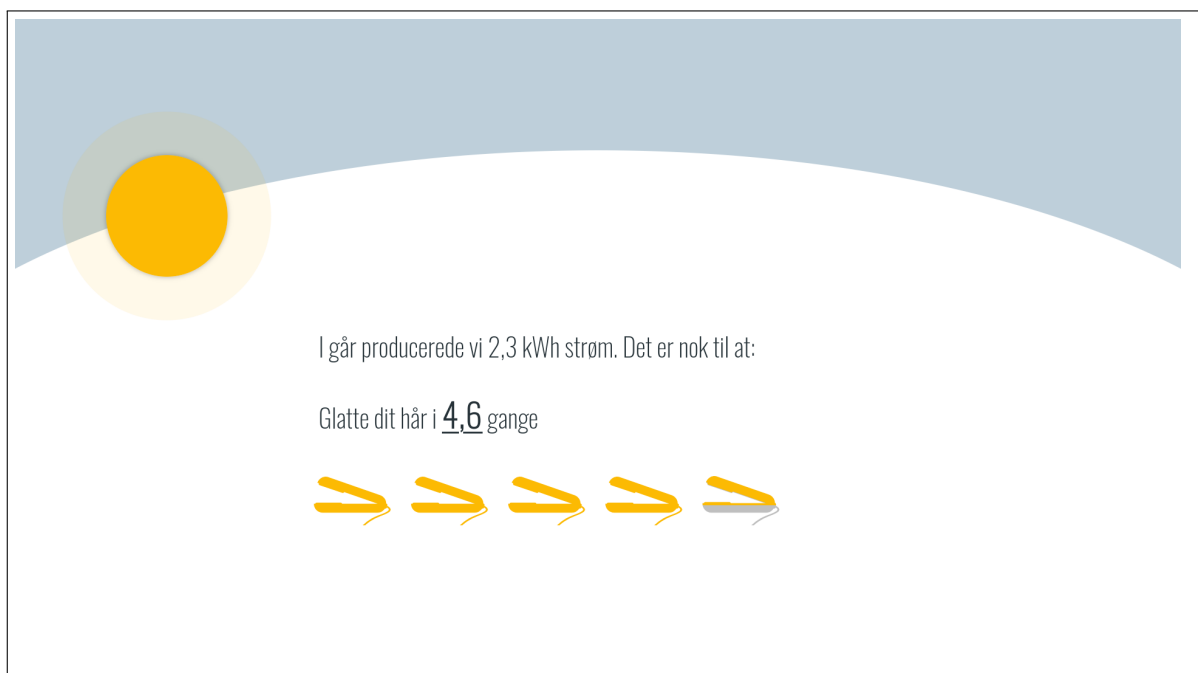 I går producerede vi 2,3 kWh strøm. Det er nok til at:
Glatte dit hår i 4,6 gange